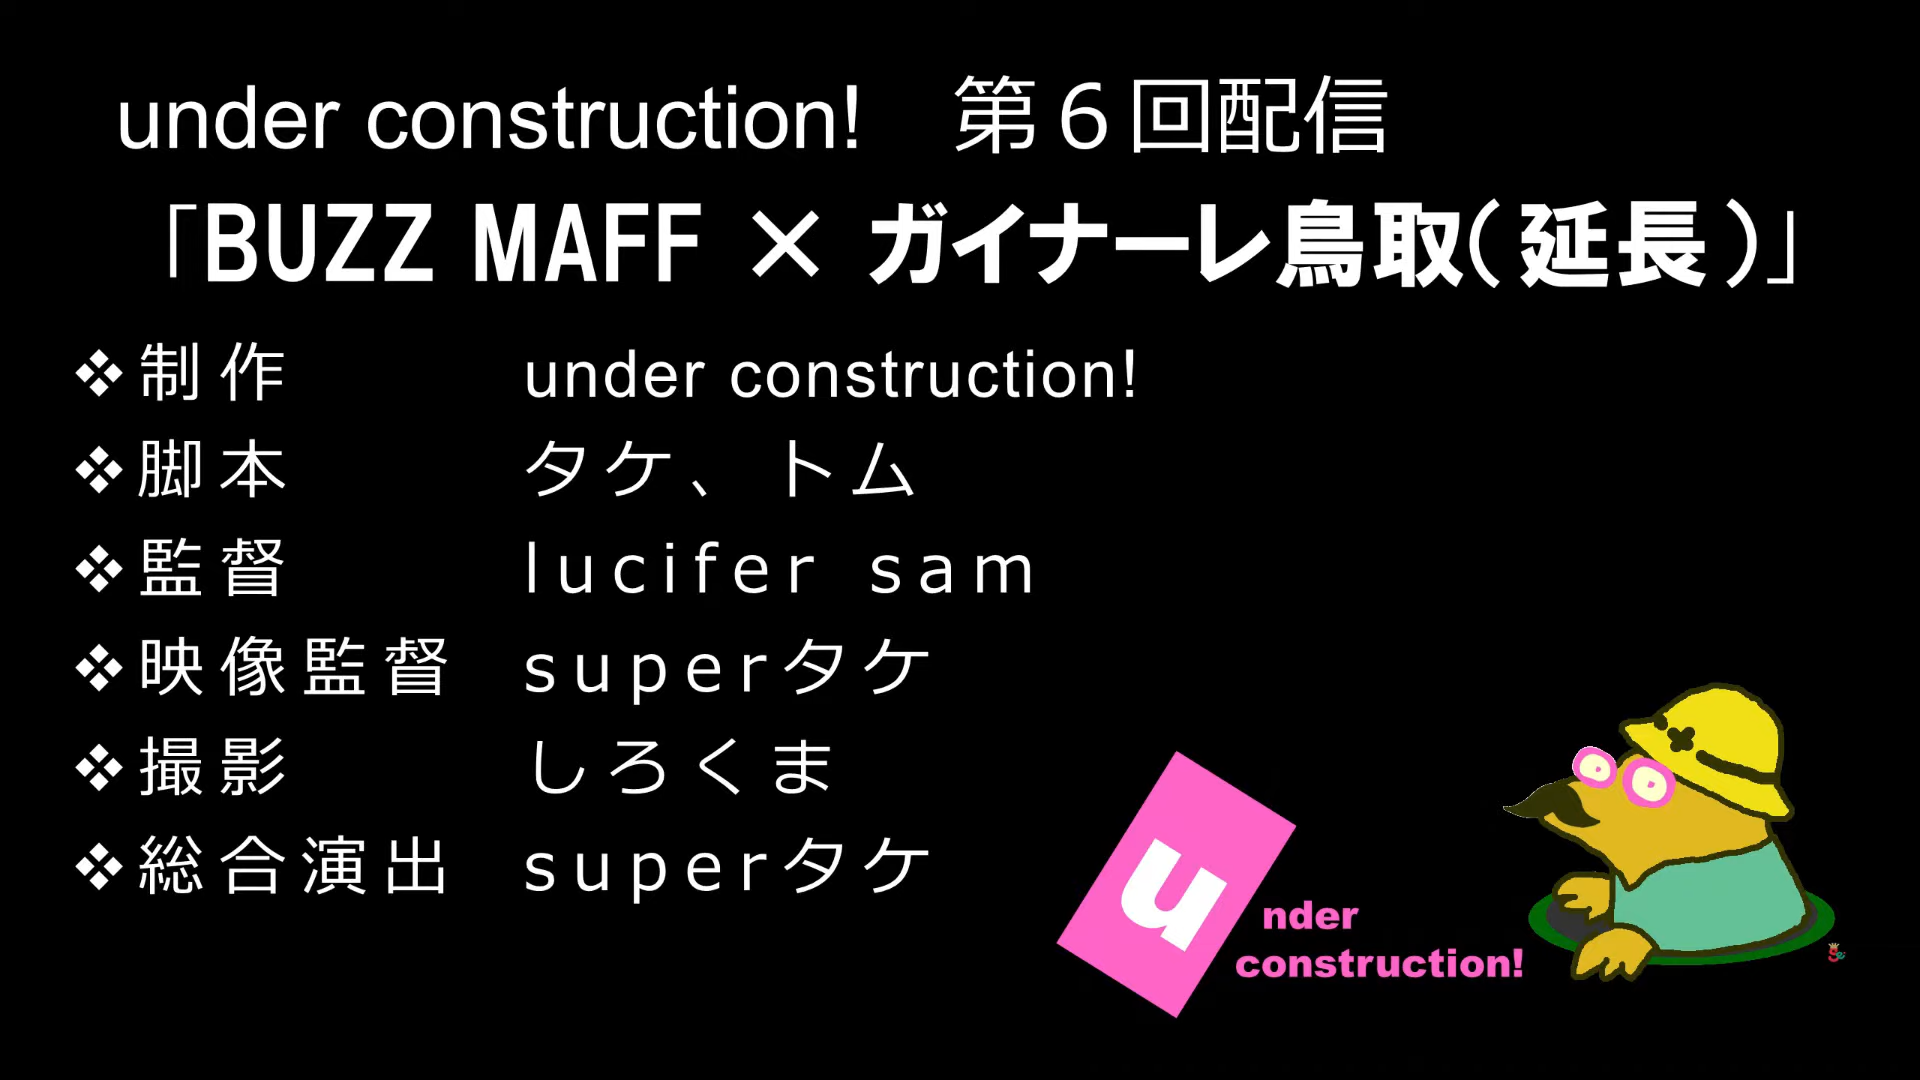 under construction!　第６回配信
「BUZZ MAFF × ガイナーレ鳥取（延長）」
❖制作　under construction!
❖脚本　タケ、トム
❖監督　lucifer sam
❖映像監督　superタケ
❖撮影　しろくま
❖総合演出　superタケ
u
nder
construction!